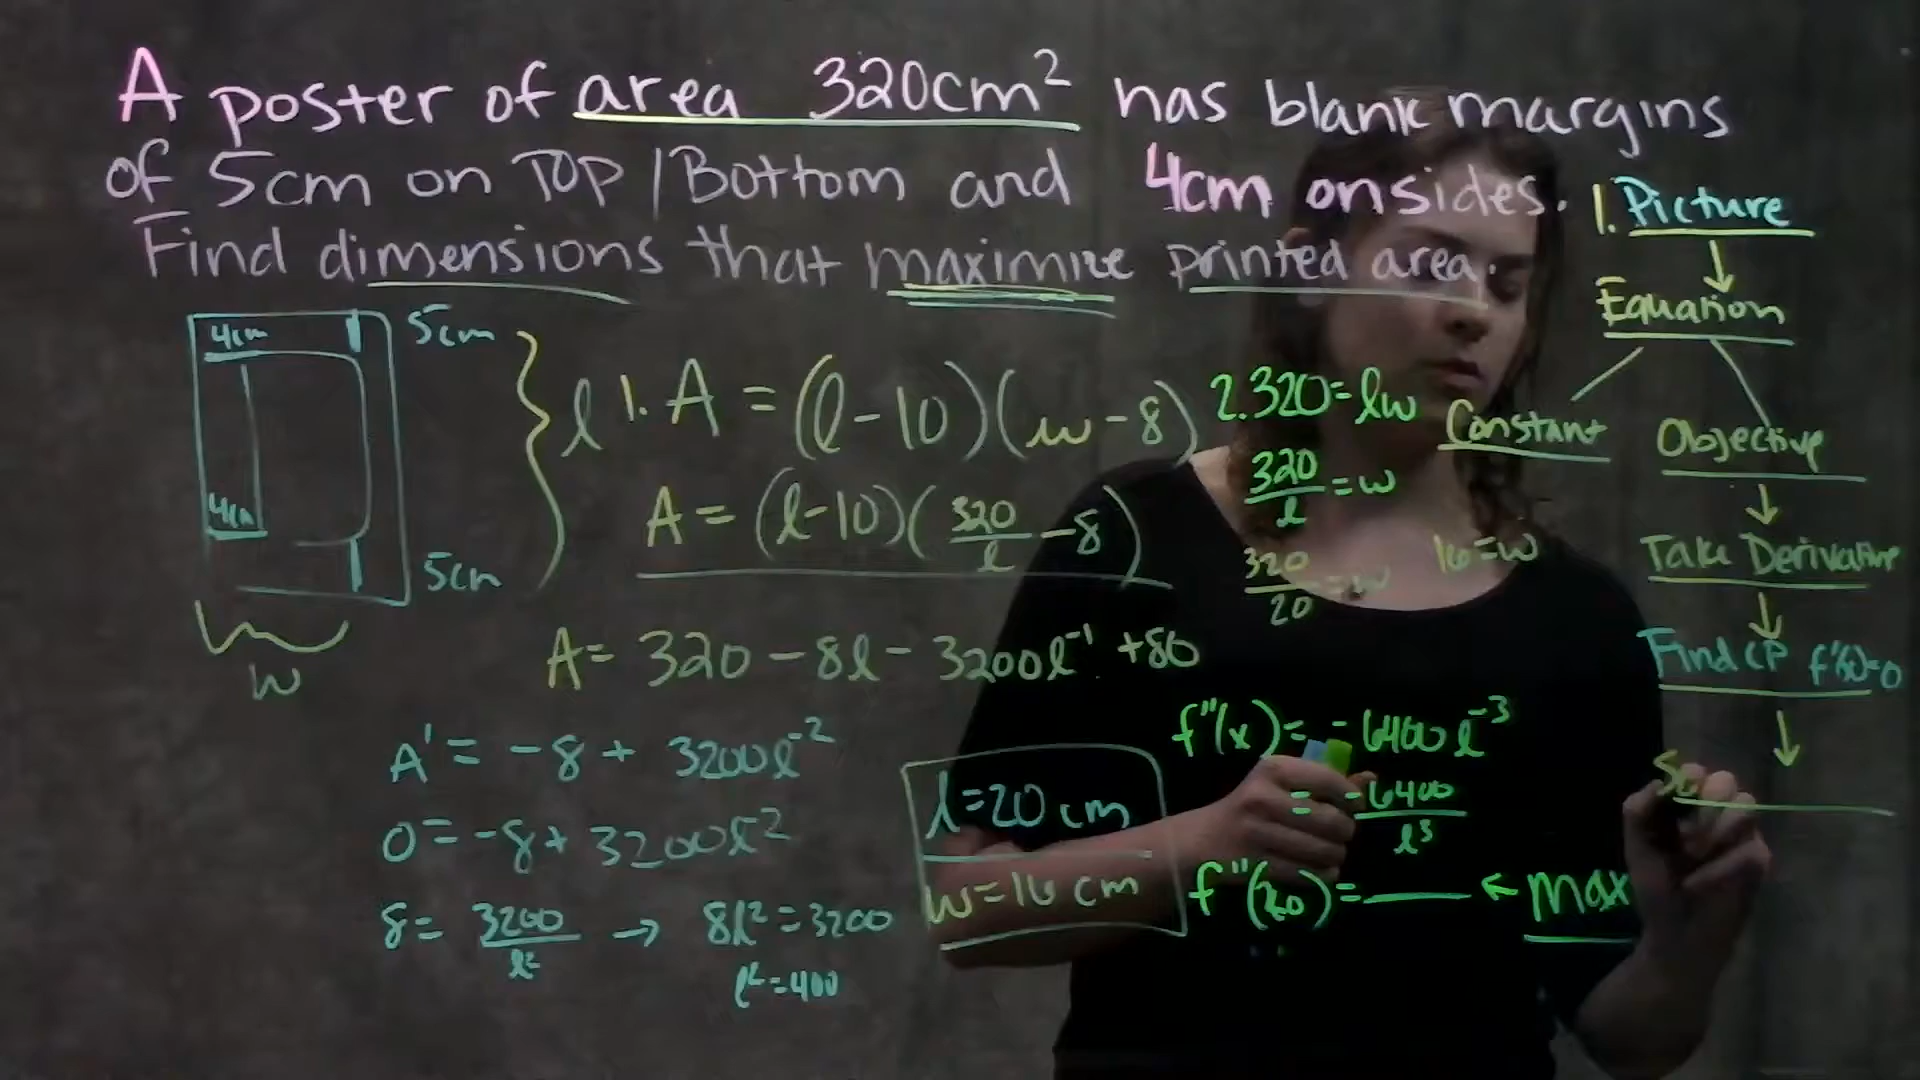 A poster of area 320cm² has blank margins
of 5cm on TOP/Bottom and 4cm on sides.
Find dimensions that maximize printed area.
1. Picture
Equation
Constant
Objective
Take Derivative
Find CP f'(x)=0
4cm
5cm
4cm
5cm
w
l
1. A = (l-10)(w-8)
A = (l-10)(320/l -8)
A= 320 - 8l - 3200l⁻¹ +80
2. 320=lw
320/l = w
320/20 = w
16=w
A' = -8 + 3200l⁻²
0 = -8 + 3200l⁻²
8 = 3200/l² → 8l² = 3200
l² = 400
l=20 cm
w=16 cm
f''(x) = -6400l⁻³
= -6400/l³
f''(20) = ____ ← Max